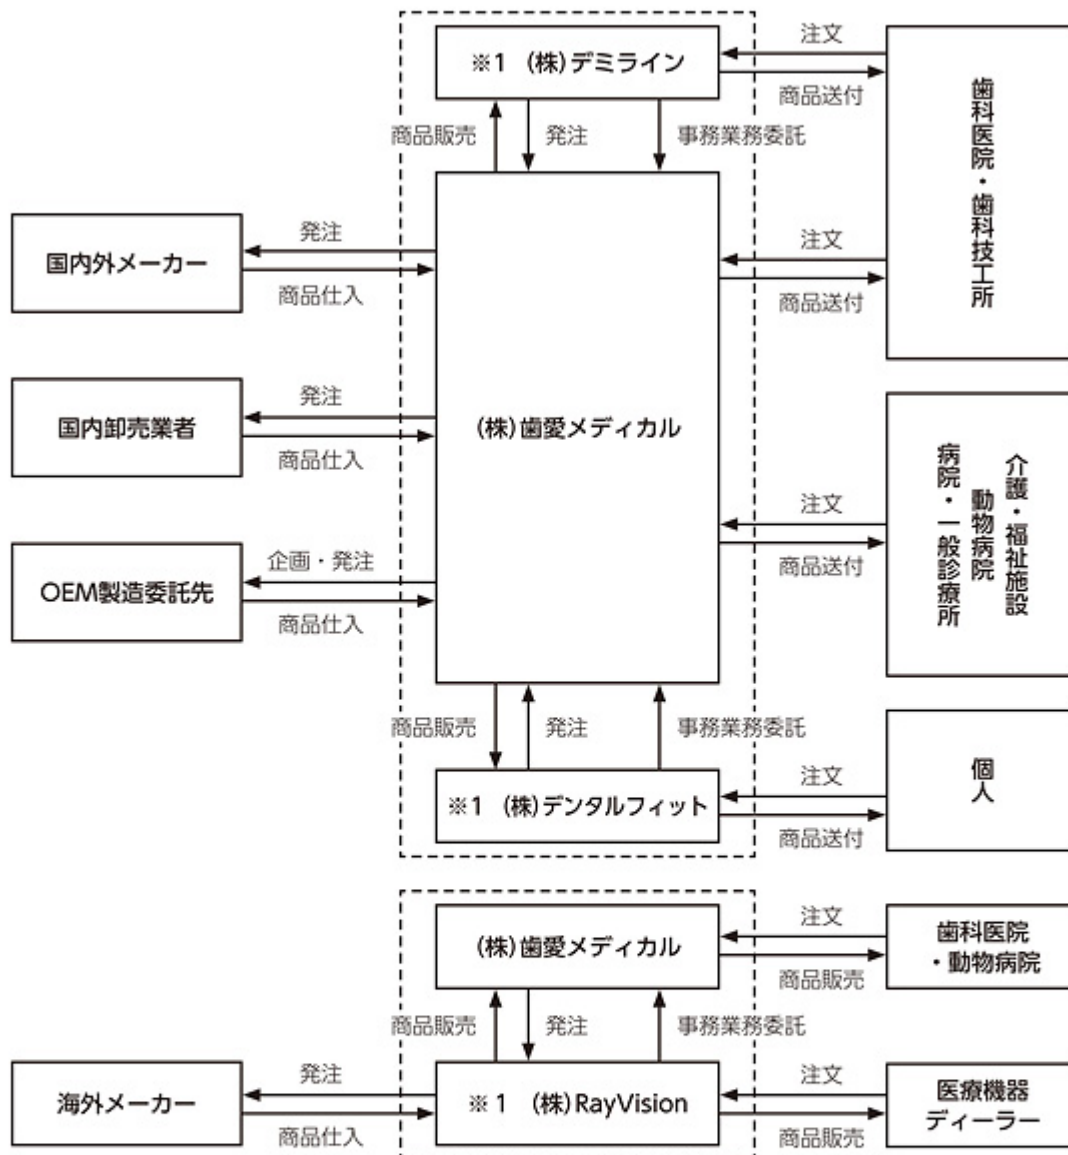 ※1 (株)デミライン
注文
商品送付
商品販売
発注
事務業務委託
歯科医院・歯科技工所
国内外メーカー
発注
商品仕入
注文
商品送付
国内卸売業者
発注
商品仕入
(株)歯愛メディカル
注文
商品送付
介護・福祉施設
動物病院
病院・一般診療所
OEM製造委託先
企画・発注
商品仕入
商品販売
発注
事務業務委託
※1 (株)デンタルフィット
注文
商品送付
個人
(株)歯愛メディカル
注文
商品販売
歯科医院
・動物病院
商品販売
発注
事務業務委託
海外メーカー
発注
商品仕入
※1 (株)RayVision
注文
商品販売
医療機器
ディーラー